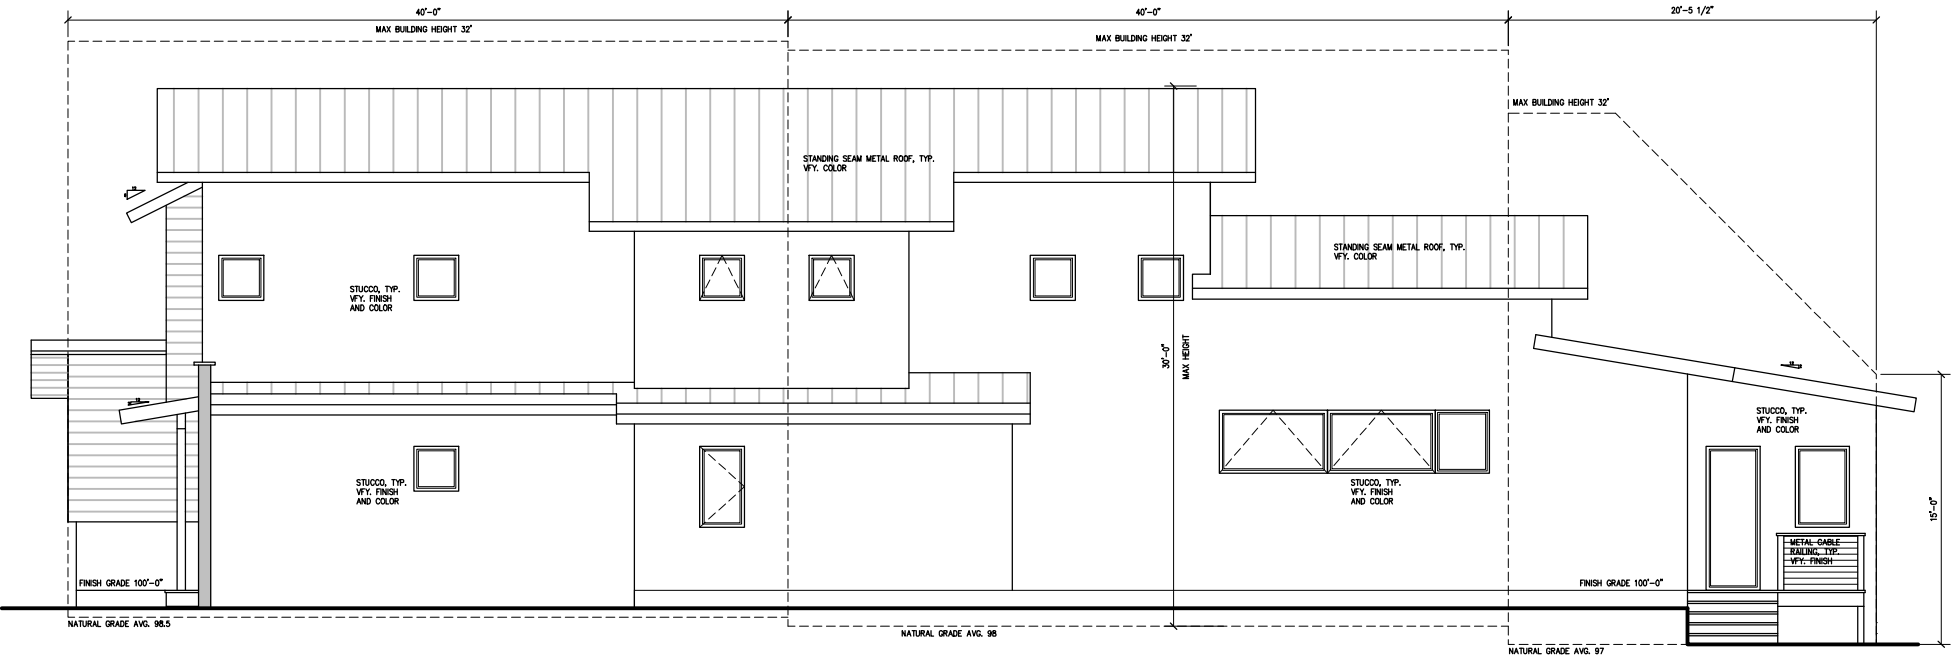 40'-0"
40'-0"
20'-5 1/2"
MAX BUILDING HEIGHT 32'
MAX BUILDING HEIGHT 32'
MAX BUILDING HEIGHT 32'
STANDING SEAM METAL ROOF, TYP.
VFY. COLOR
12
STANDING SEAM METAL ROOF, TYP.
VFY. COLOR
STUCCO, TYP.
VFY. FINISH
AND COLOR
30'-0"
MAX HEIGHT
12
12
STUCCO, TYP.
VFY. FINISH
AND COLOR
STUCCO, TYP.
VFY. FINISH
AND COLOR
STUCCO, TYP.
VFY. FINISH
AND COLOR
15'-0"
METAL CABLE
RAILING, TYP.
VFY. FINISH
FINISH GRADE 100'-0"
FINISH GRADE 100'-0"
NATURAL GRADE AVG. 98.5
NATURAL GRADE AVG. 98
NATURAL GRADE AVG. 97